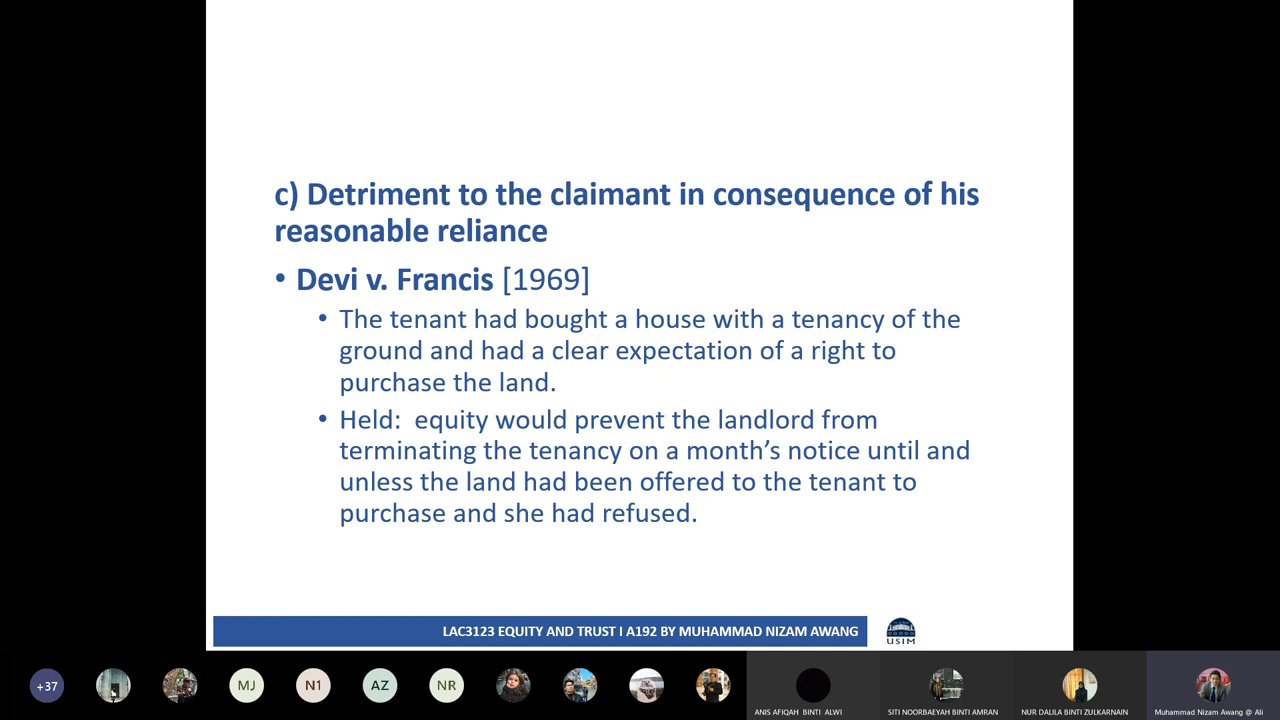 c) Detriment to the claimant in consequence of his
reasonable reliance
• Devi v. Francis [1969]
• The tenant had bought a house with a tenancy of the
ground and had a clear expectation of a right to
purchase the land.
• Held:  equity would prevent the landlord from
terminating the tenancy on a month’s notice until and
unless the land had been offered to the tenant to
purchase and she had refused.
LAC3123 EQUITY AND TRUST I A192 BY MUHAMMAD NIZAM AWANG
USIM
+37
MJ
N1
AZ
NR
ANIS AFIQAH BINTI ALWI
SITI NOORBAEYAH BINTI AMRAN
NUR DALILA BINTI ZULKARNAIN
Muhammad Nizam Awang @ Ali